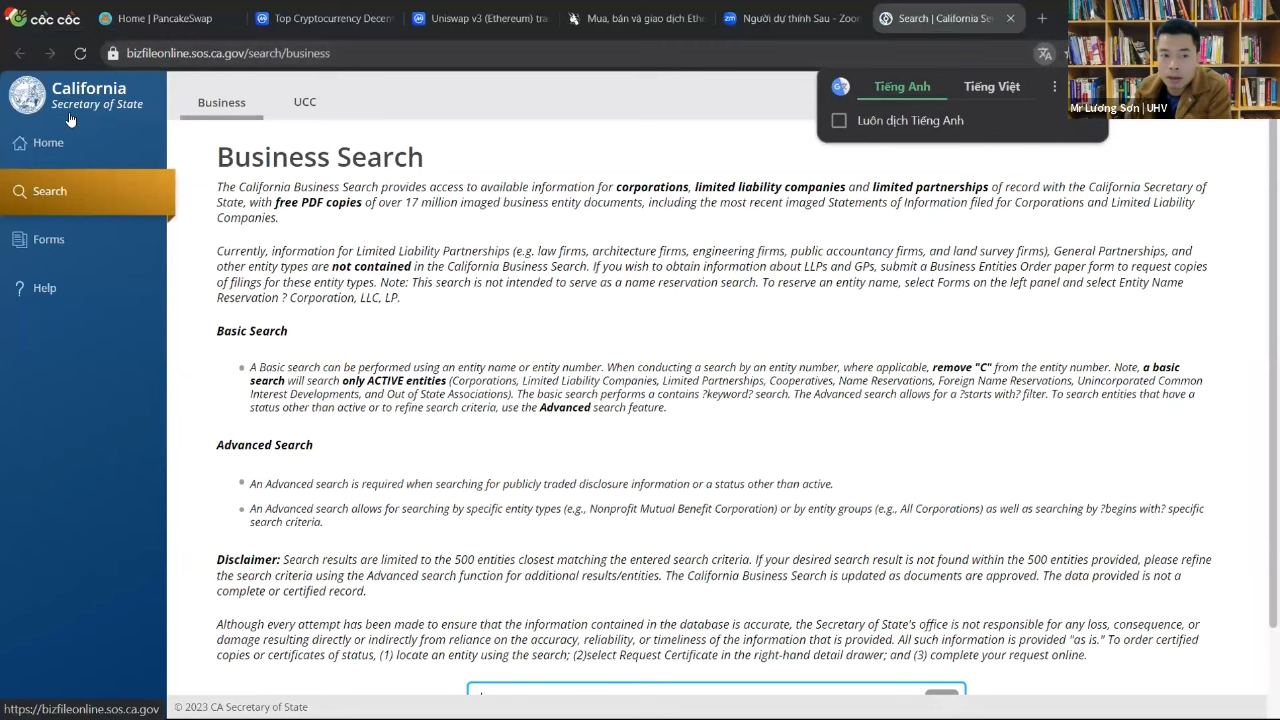 cốc cốc
Home | PancakeSwap
Top Cryptocurrency Decen
Uniswap v3 (Ethereum) tra
Mua, bán và giao dịch Eth
Người dự thính Sau - Zoon
Search | California Se
bizfileonline.sos.ca.gov/search/business
Mr Lương Sơn | UHV
California
Secretary of State
Home
Search
Forms
Help
Business
UCC
Tiếng Anh
Tiếng Việt
Luôn dịch Tiếng Anh
Business Search
The California Business Search provides access to available information for corporations, limited liability companies and limited partnerships of record with the California Secretary of
State, with free PDF copies of over 17 million imaged business entity documents, including the most recent imaged Statements of Information filed for Corporations and Limited Liability
Companies.
Currently, information for Limited Liability Partnerships (e.g. law firms, architecture firms, engineering firms, public accountancy firms, and land survey firms), General Partnerships, and
other entity types are not contained in the California Business Search. If you wish to obtain information about LLPs and GPs, submit a Business Entities Order paper form to request copies
of filings for these entity types. Note: This search is not intended to serve as a name reservation search. To reserve an entity name, select Forms on the left panel and select Entity Name
Reservation ? Corporation, LLC, LP.
Basic Search
A Basic search can be performed using an entity name or entity number. When conducting a search by an entity number, where applicable, remove "C" from the entity number. Note, a basic
search will search only ACTIVE entities (Corporations, Limited Liability Companies, Limited Partnerships, Cooperatives, Name Reservations, Foreign Name Reservations, Unincorporated Common
Interest Developments, and Out of State Associations). The basic search performs a contains ?keyword? search. The Advanced search allows for a ?starts with? filter. To search entities that have a
status other than active or to refine search criteria, use the Advanced search feature.
Advanced Search
An Advanced search is required when searching for publicly traded disclosure information or a status other than active.
An Advanced search allows for searching by specific entity types (e.g., Nonprofit Mutual Benefit Corporation) or by entity groups (e.g., All Corporations) as well as searching by ?begins with? specific
search criteria.
Disclaimer: Search results are limited to the 500 entities closest matching the entered search criteria. If your desired search result is not found within the 500 entities provided, please refine
the search criteria using the Advanced search function for additional results/entities. The California Business Search is updated as documents are approved. The data provided is not a
complete or certified record.
Although every attempt has been made to ensure that the information contained in the database is accurate, the Secretary of State's office is not responsible for any loss, consequence, or
damage resulting directly or indirectly from reliance on the accuracy, reliability, or timeliness of the information that is provided. All such information is provided "as is." To order certified
copies or certificates of status, (1) locate an entity using the search; (2)select Request Certificate in the right-hand detail drawer; and (3) complete your request online.
https://bizfileonline.sos.ca.gov
© 2023 CA Secretary of State